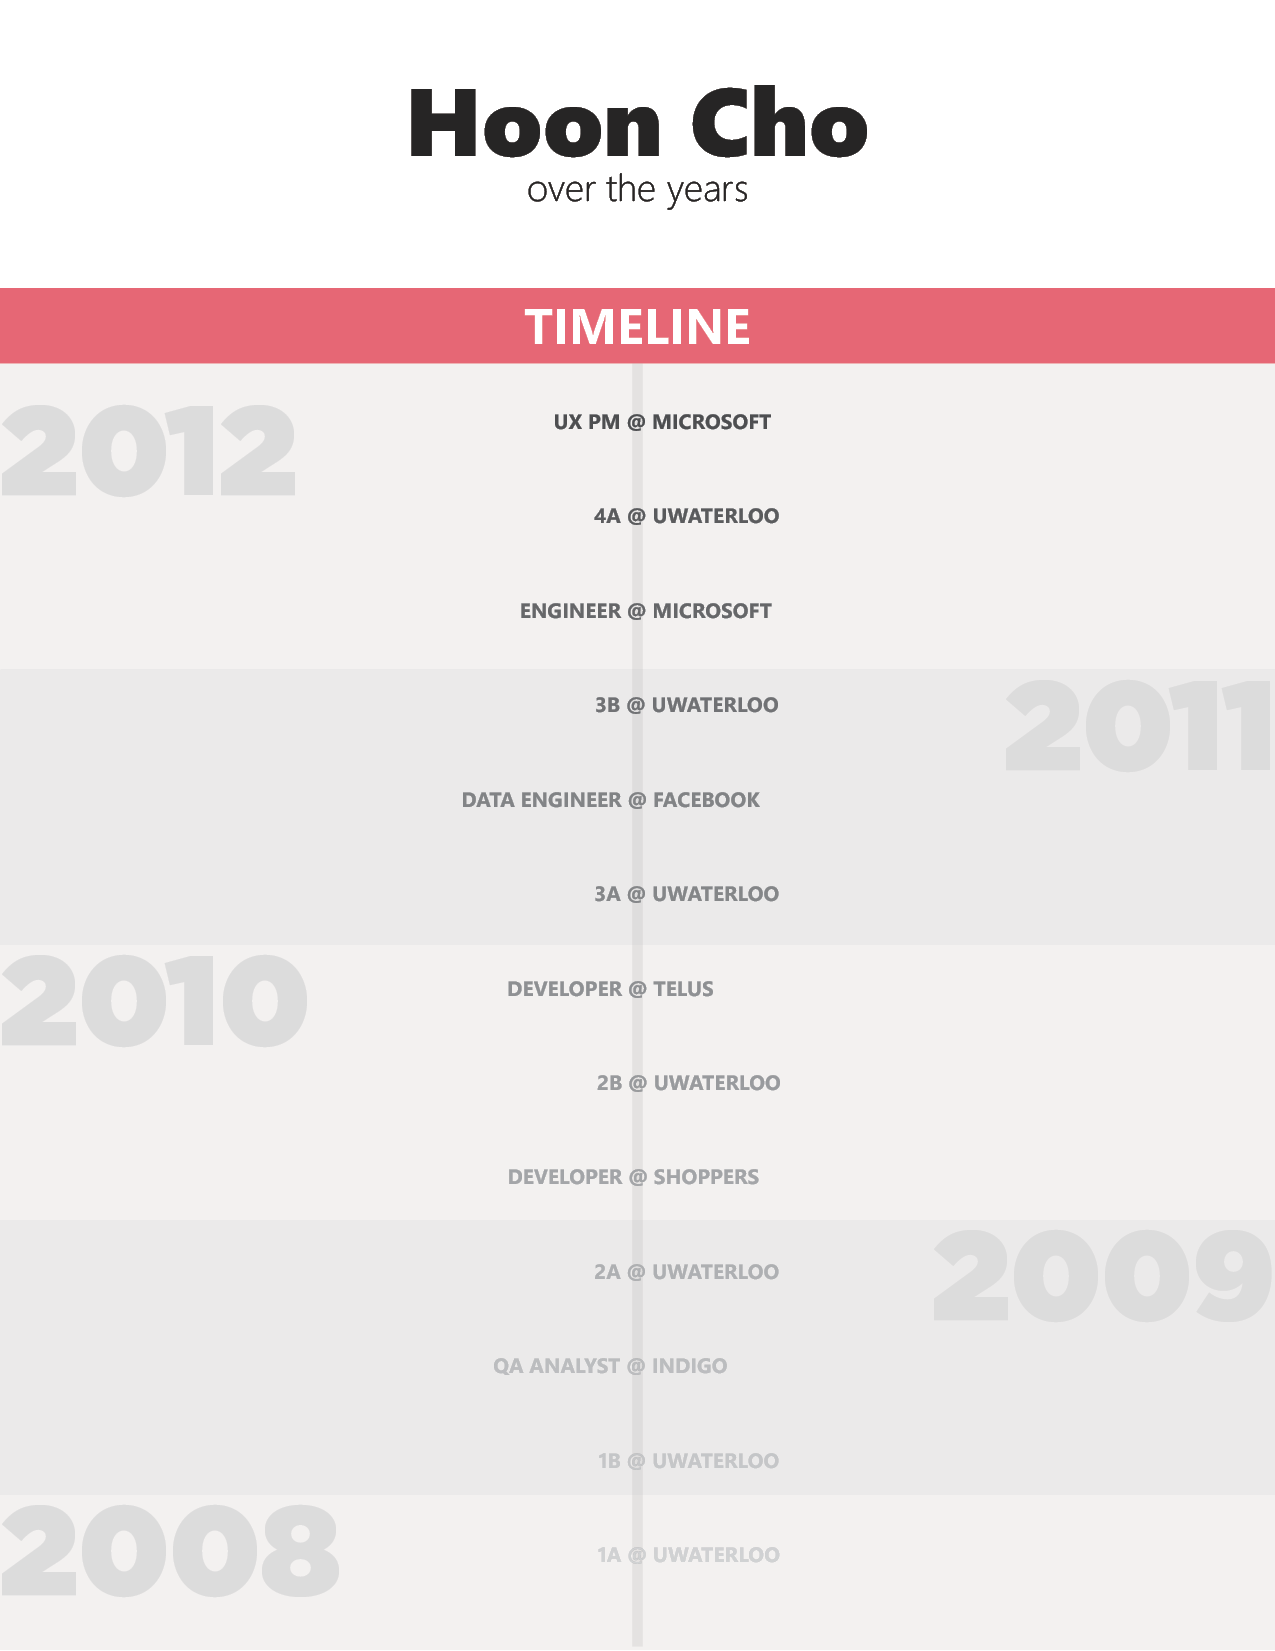 Hoon Cho
over the years
TIMELINE
2012
UX PM @ MICROSOFT
4A @ UWATERLOO
ENGINEER @ MICROSOFT
2011
3B @ UWATERLOO
DATA ENGINEER @ FACEBOOK
3A @ UWATERLOO
2010
DEVELOPER @ TELUS
2B @ UWATERLOO
DEVELOPER @ SHOPPERS
2009
2A @ UWATERLOO
QA ANALYST @ INDIGO
1B @ UWATERLOO
2008
1A @ UWATERLOO